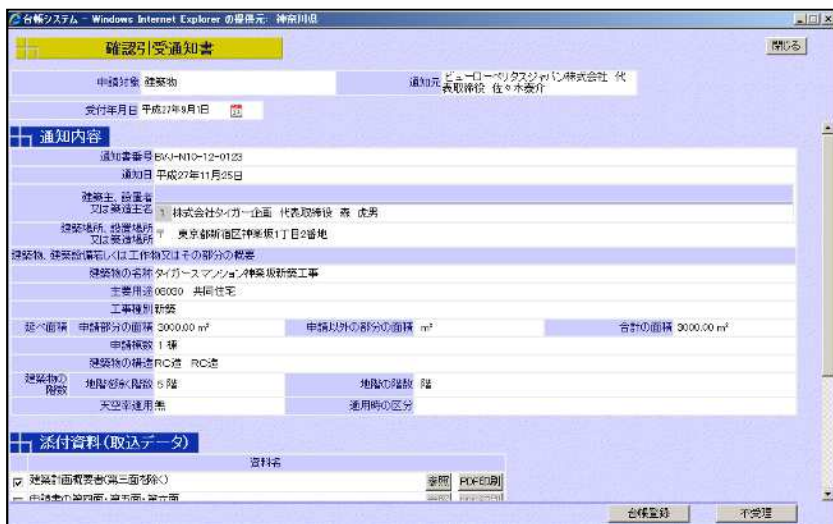 台帳システム - Windows Internet Explorer の提供元: 神奈川県
確認引受通知書
閉じる
申請対象 建築物
通知元 ビューローベリタスジャパン株式会社 代表取締役 佐々木泰介
受付年月日 平成27年9月1日
通知内容
通知書番号 BVJ-N10-12-0123
通知日 平成27年11月25日
建築主、設置者
又は築造主名
1 株式会社タイガー企画 代表取締役 森 虎男
建築場所、設置場所
又は築造場所
〒 東京都新宿区神楽坂1丁目2番地
建築物、建築設備若しくは工作物又はその部分の概要
建築物の名称 タイガースマンション神楽坂新築工事
主要用途 08030 共同住宅
工事種別 新築
延べ面積 申請部分の面積 3000.00 m² 申請以外の部分の面積 m² 合計の面積 3000.00 m²
申請棟数 1 棟
建築物の構造 RC造 RC造
建築物の階数 地階を除く階数 5 階 地階の階数 階
天空率適用 無 適用時の区分
添付資料(取込データ)
資料名
建築計画概要書(第三面を除く) 参照 PDF印刷
申請書の第四面・第五面・第六面
台帳登録 不受理